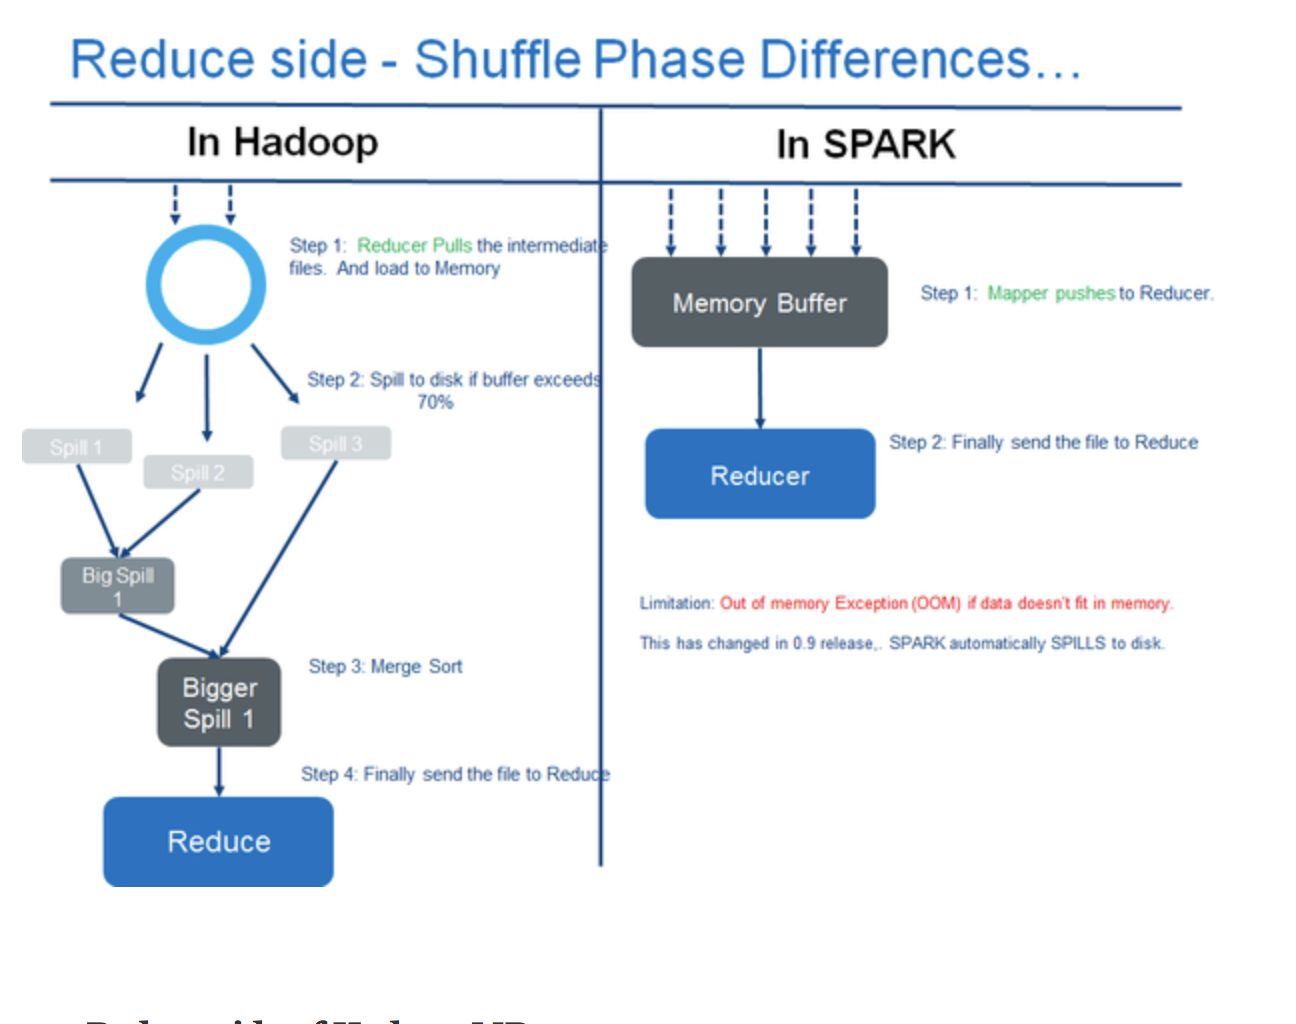 Reduce side - Shuffle Phase Differences...
In Hadoop
Step 1: Reducer Pulls the intermediate
files. And load to Memory
Step 2: Spill to disk if buffer exceeds
70%
Spill 1
Spill 2
Spill 3
Big Spill
1
Step 3: Merge Sort
Bigger
Spill 1
Step 4: Finally send the file to Reduce
Reduce
In SPARK
Memory Buffer
Step 1: Mapper pushes to Reducer.
Reducer
Step 2: Finally send the file to Reduce
Limitation: Out of memory Exception (OOM) if data doesn't fit in memory.
This has changed in 0.9 release,. SPARK automatically SPILLS to disk.